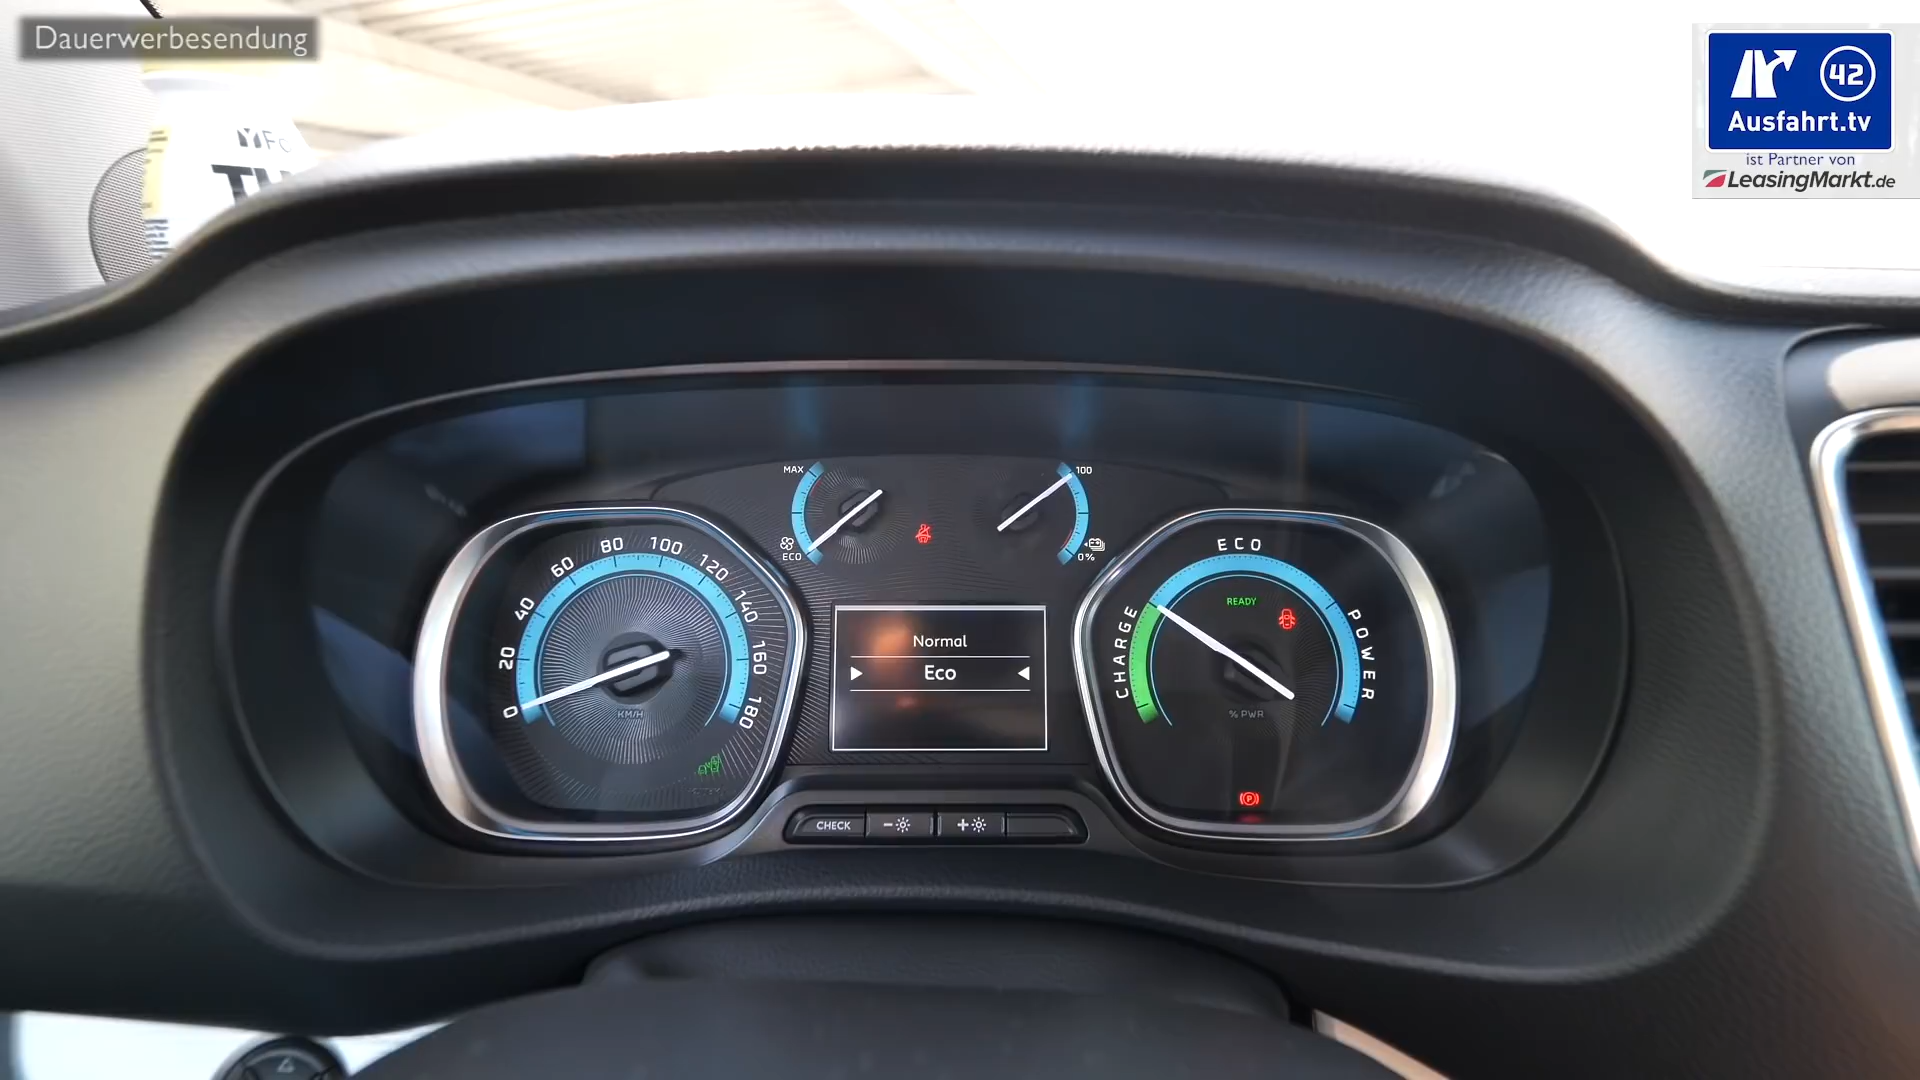 Dauerwerbesendung
42
Ausfahrt.tv
ist Partner von
LeasingMarkt.de
MAX
ECO
100
0%
0
20
40
60
80
100
120
140
160
180
KM/H
Normal
Eco
ECO
CHARGE
POWER
READY
% PWR
P
CHECK